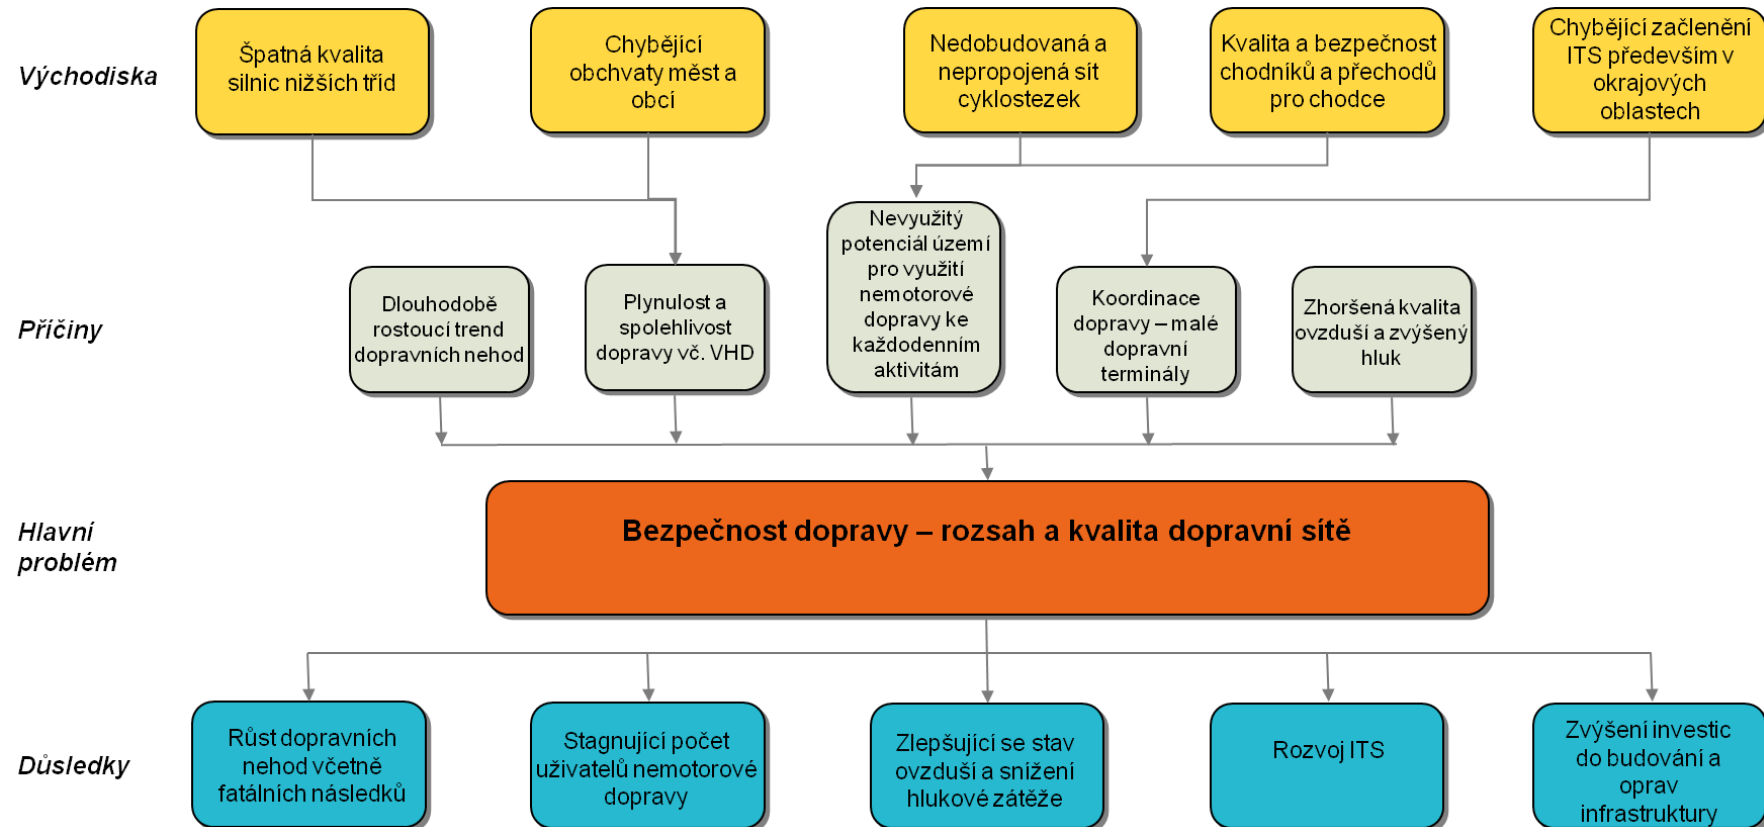 Východiska
Špatná kvalita
silnic nižších tříd
Chybějící
obchvaty měst a
obcí
Nedobudovaná a
nepropojená síť
cyklostezek
Kvalita a bezpečnost
chodníků a přechodů
pro chodce
Chybějící začlenění
ITS především v
okrajových
oblastech
Příčiny
Dlouhodobě
rostoucí trend
dopravních nehod
Plynulost a
spolehlivost
dopravy vč. VHD
Nevyužitý
potenciál území
pro využití
nemotorové
dopravy ke
každodenním
aktivitám
Koordinace
dopravy – malé
dopravní
terminály
Zhoršená kvalita
ovzduší a zvýšený
hluk
Hlavní
problém
Bezpečnost dopravy – rozsah a kvalita dopravní sítě
Důsledky
Růst dopravních
nehod včetně
fatálních následků
Stagnující počet
uživatelů nemotorové
dopravy
Zlepšující se stav
ovzduší a snížení
hlukové zátěže
Rozvoj ITS
Zvýšení investic
do budování a
oprav
infrastruktury